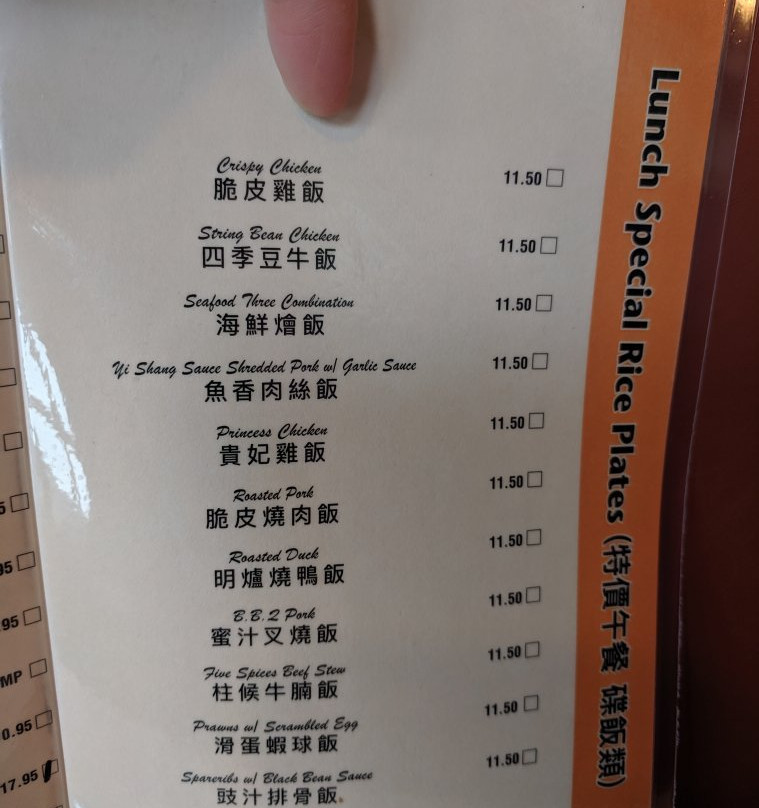 Crispy Chicken
脆皮雞飯 11.50
String Bean Chicken
四季豆牛飯 11.50
Seafood Three Combination
海鮮燴飯 11.50
Yi Shang Sauce Shredded Pork w/ Garlic Sauce
魚香肉絲飯 11.50
Princess Chicken
貴妃雞飯 11.50
Roasted Pork
脆皮燒肉飯 11.50
Roasted Duck
明爐燒鴨飯 11.50
B.B.Q Pork
蜜汁叉燒飯 11.50
Five Spices Beef Stew
柱候牛腩飯 11.50
Prawns w/ Scrambled Egg
滑蛋蝦球飯 11.50
Spareribs w/ Black Bean Sauce
豉汁排骨飯 11.50
Lunch Special Rice Plates (特價午餐 碟飯類)
5
95
.95
MP
0.95
17.95